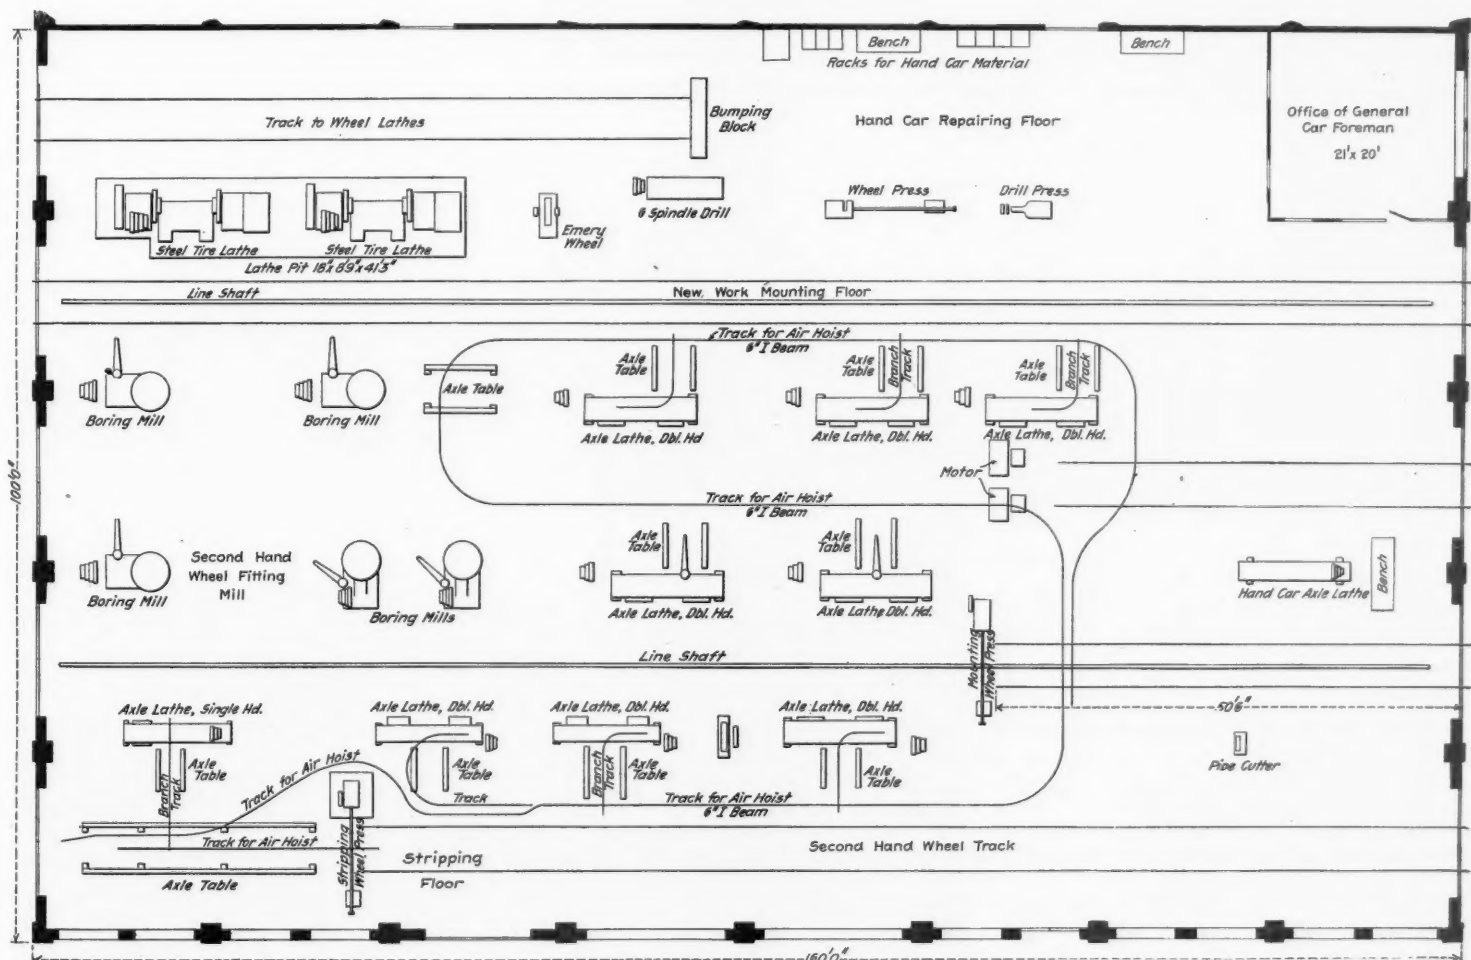 Bench
Bench
Racks for Hand Car Material
Track to Wheel Lathes
Bumping
Block
Hand Car Repairing Floor
Office of General
Car Foreman
21'x 20'
Wheel Press
Drill Press
6 Spindle Drill
Emery
Wheel
Steel Tire Lathe
Steel Tire Lathe
Lathe Pit 18"x 8'9"x 41'3"
Line Shaft
New Work Mounting Floor
Track for Air Hoist
6" I Beam
Axle
Table
Axle
Table
Branch
Track
Axle
Table
Branch
Track
Axle Table
Boring Mill
Boring Mill
Axle Lathe, Dbl. Hd
Axle Lathe, Dbl. Hd.
Axle Lathe, Dbl. Hd.
Motor
100'0"
Track for Air Hoist
6" I Beam
Axle
Table
Axle
Table
Second Hand
Wheel Fitting
Mill
Boring Mill
Boring Mills
Axle Lathe, Dbl. Hd.
Axle Lathe Dbl. Hd.
Hand Car Axle Lathe
Bench
Line Shaft
Mounting
Wheel Press
50'6"
Axle Lathe, Single Hd.
Axle Lathe, Dbl. Hd.
Axle Lathe, Dbl. Hd.
Axle Lathe, Dbl. Hd.
Pipe Cutter
Branch
Track
Axle
Table
Track for Air Hoist
Axle
Table
Track
Branch
Track
Axle
Table
Axle
Table
Track for Air Hoist
6" I Beam
Track for Air Hoist
Stripping
Wheel Press
Stripping
Floor
Second Hand Wheel Track
Axle Table
160'0"